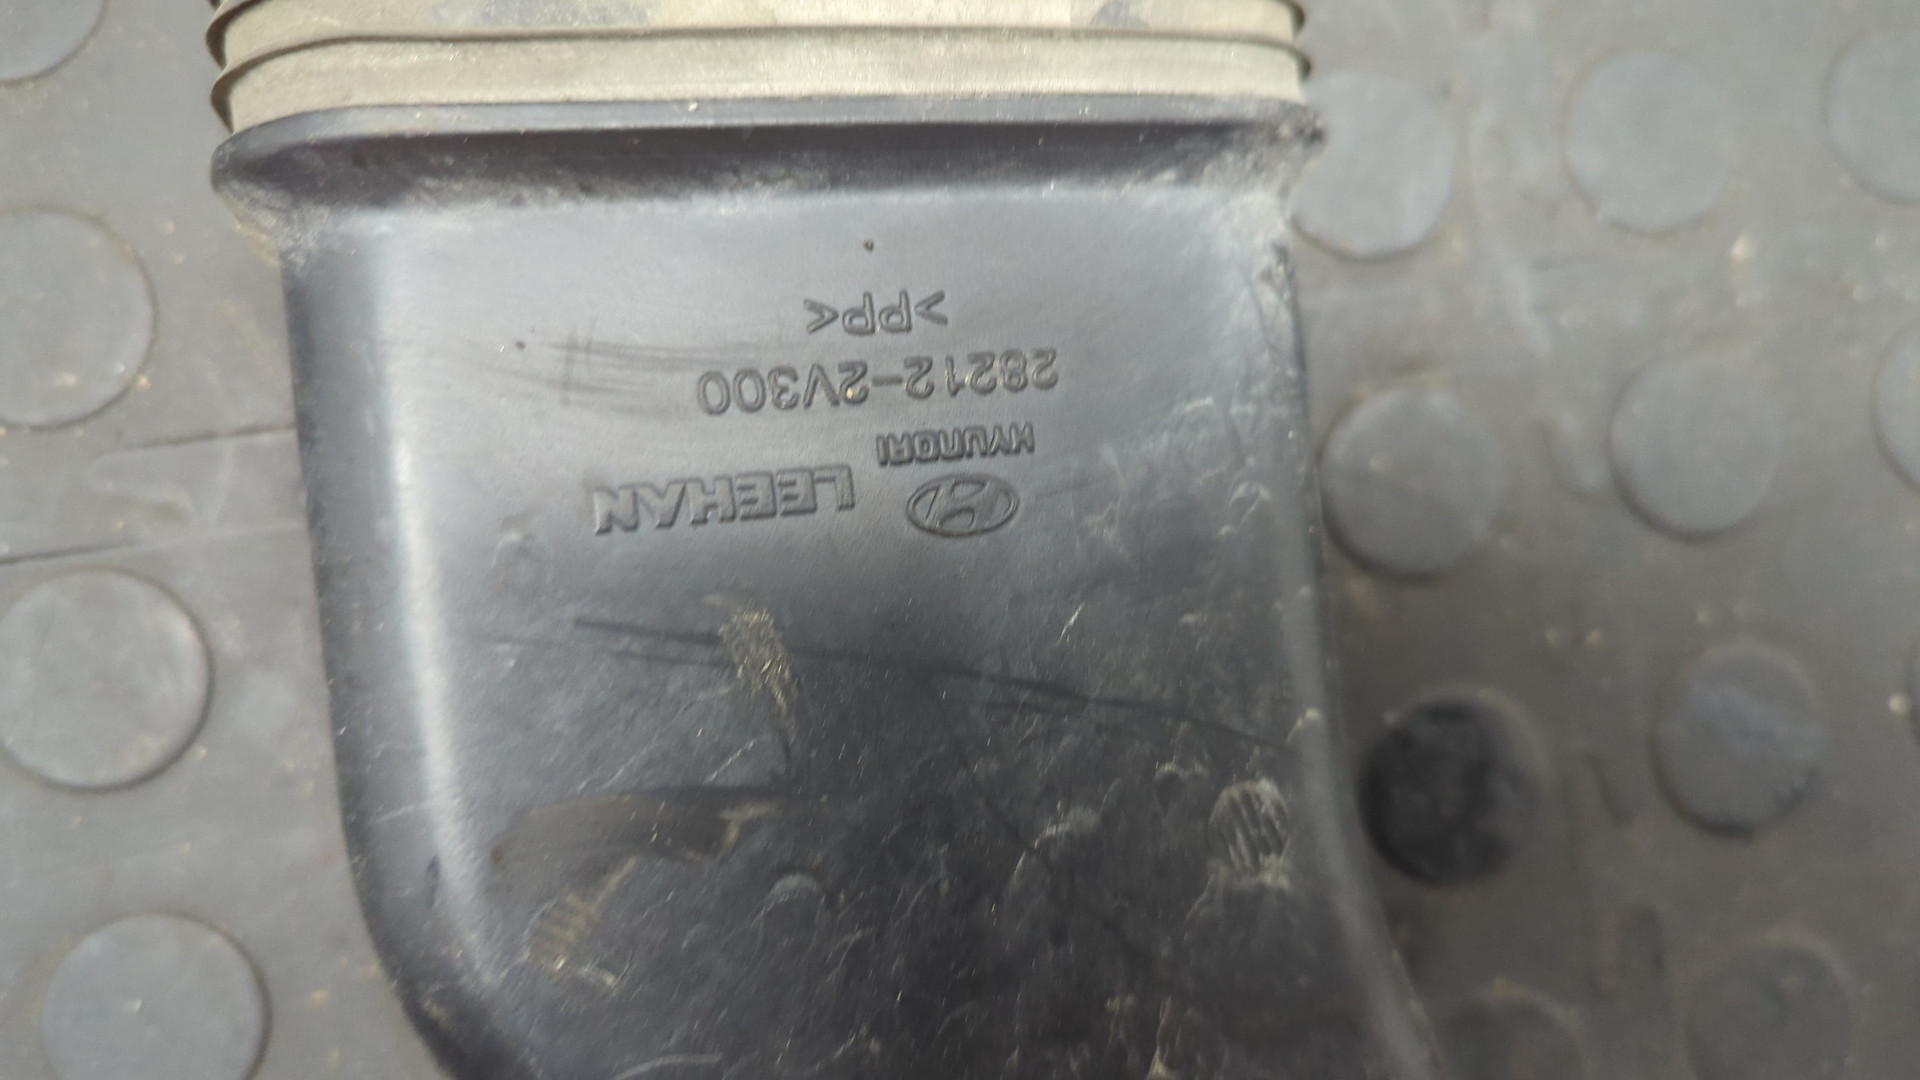 HYUNDAI LEEHAN
28212-2V300
>PP<